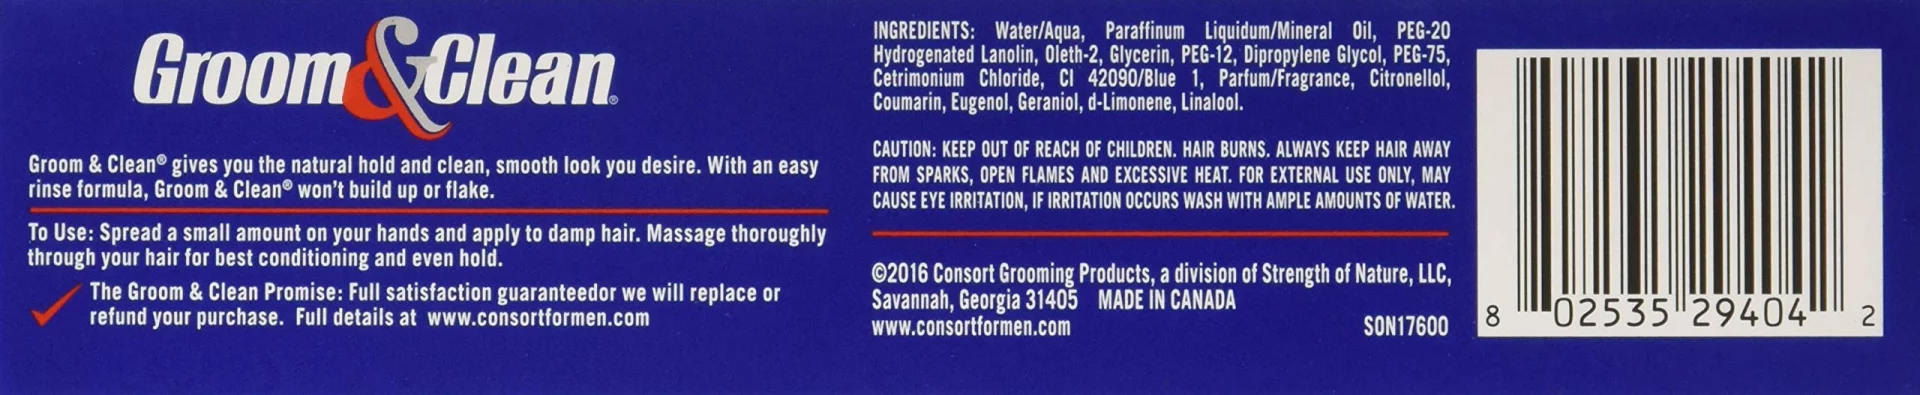 Groom & Clean®
Groom & Clean® gives you the natural hold and clean, smooth look you desire. With an easy
rinse formula, Groom & Clean® won't build up or flake.
To Use: Spread a small amount on your hands and apply to damp hair. Massage thoroughly
through your hair for best conditioning and even hold.
The Groom & Clean Promise: Full satisfaction guaranteedor we will replace or
refund your purchase. Full details at www.consortformen.com
INGREDIENTS: Water/Aqua, Paraffinum Liquidum/Mineral Oil, PEG-20
Hydrogenated Lanolin, Oleth-2, Glycerin, PEG-12, Dipropylene Glycol, PEG-75,
Cetrimonium Chloride, CI 42090/Blue 1, Parfum/Fragrance, Citronellol,
Coumarin, Eugenol, Geraniol, d-Limonene, Linalool.
CAUTION: KEEP OUT OF REACH OF CHILDREN. HAIR BURNS. ALWAYS KEEP HAIR AWAY
FROM SPARKS, OPEN FLAMES AND EXCESSIVE HEAT. FOR EXTERNAL USE ONLY, MAY
CAUSE EYE IRRITATION, IF IRRITATION OCCURS WASH WITH AMPLE AMOUNTS OF WATER.
©2016 Consort Grooming Products, a division of Strength of Nature, LLC,
Savannah, Georgia 31405 MADE IN CANADA
www.consortformen.com SON17600
8 02535 29404 2